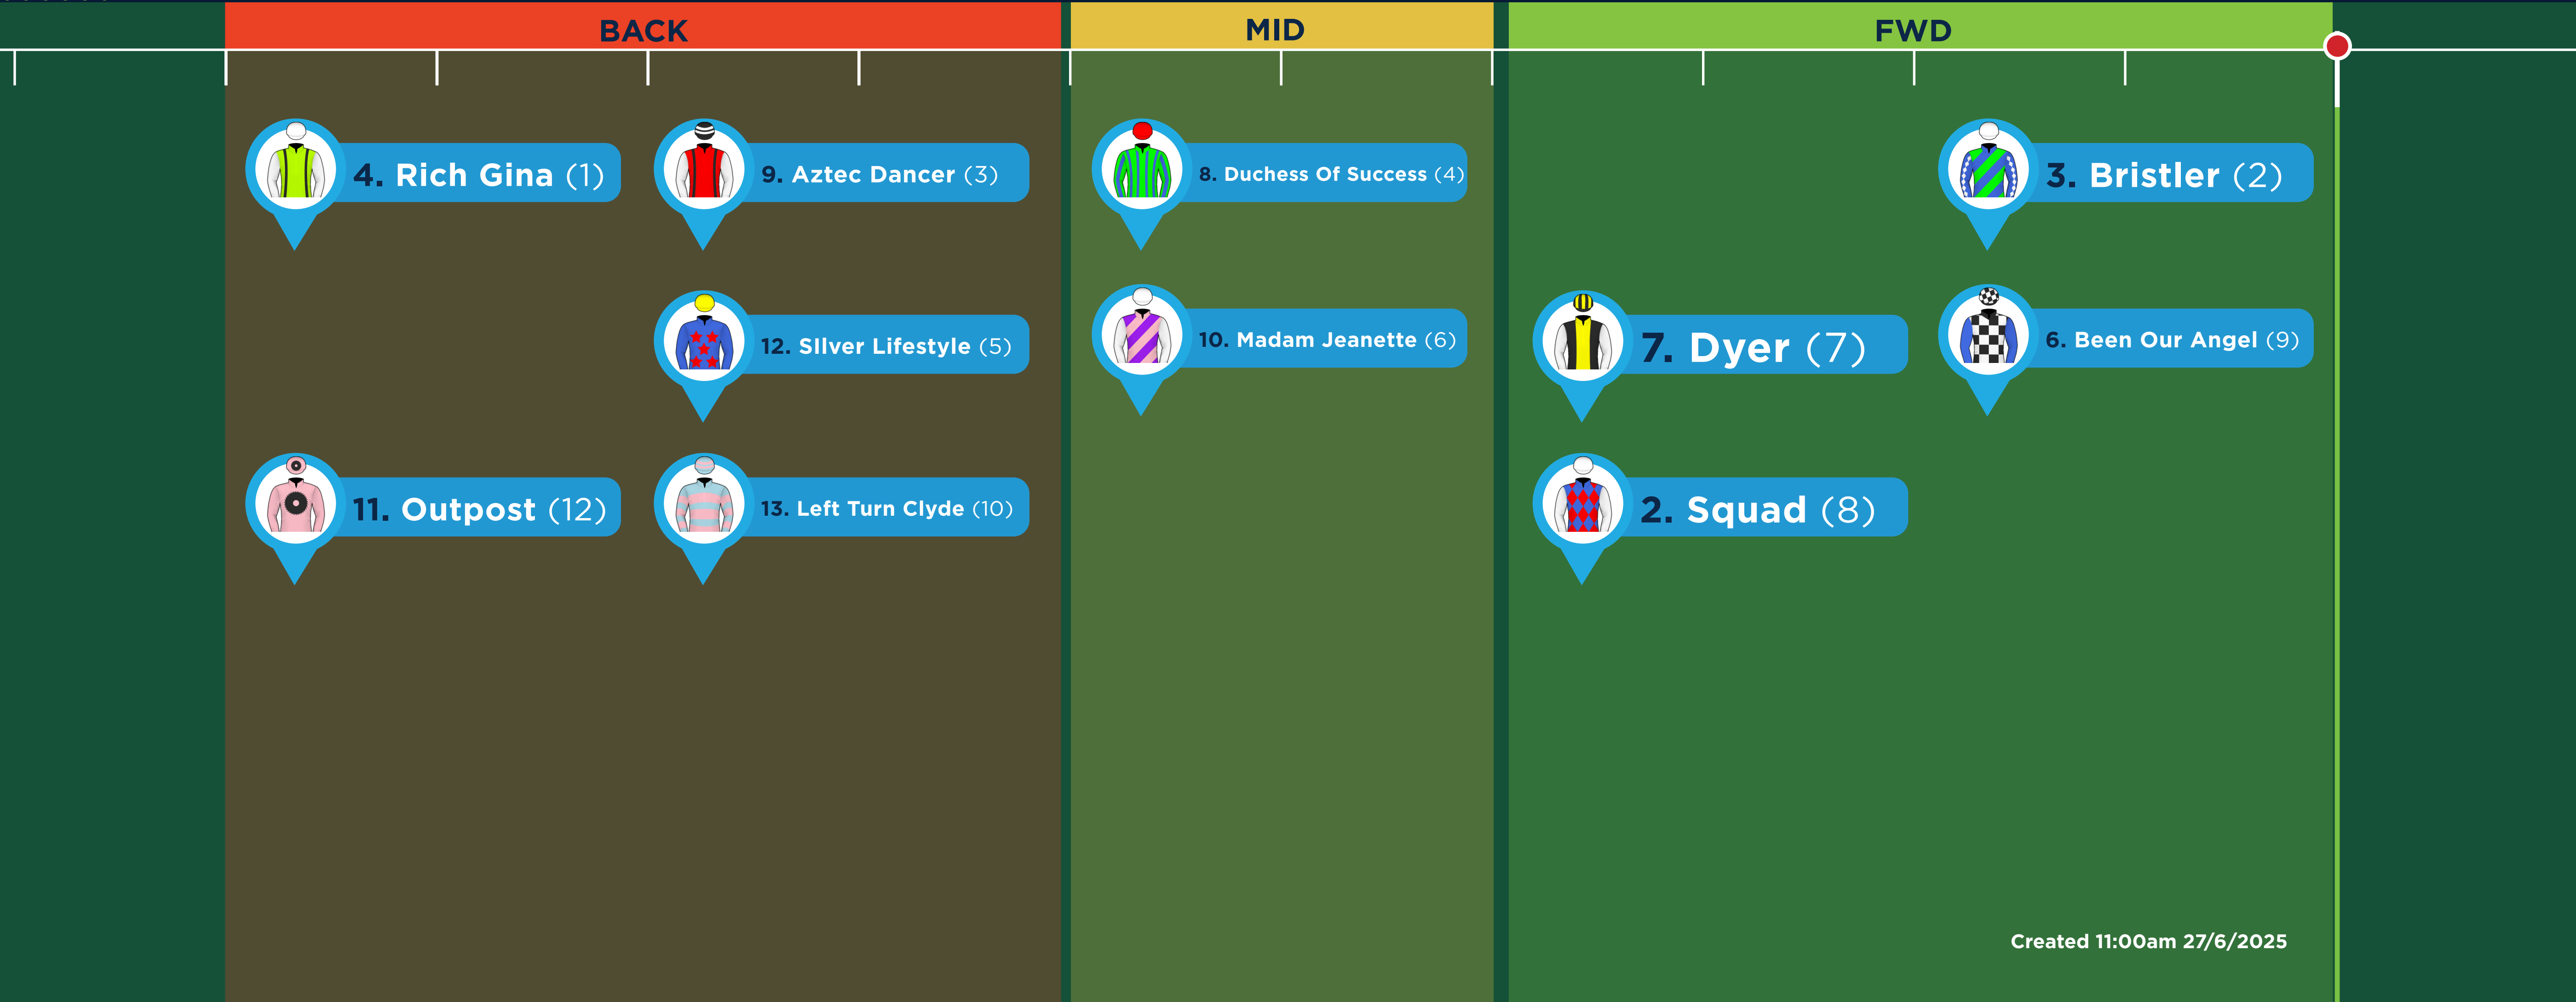 BACK
MID
FWD
4. Rich Gina (1)
9. Aztec Dancer (3)
8. Duchess Of Success (4)
3. Bristler (2)
12. SIlver Lifestyle (5)
10. Madam Jeanette (6)
7. Dyer (7)
6. Been Our Angel (9)
11. Outpost (12)
13. Left Turn Clyde (10)
2. Squad (8)
Created 11:00am 27/6/2025